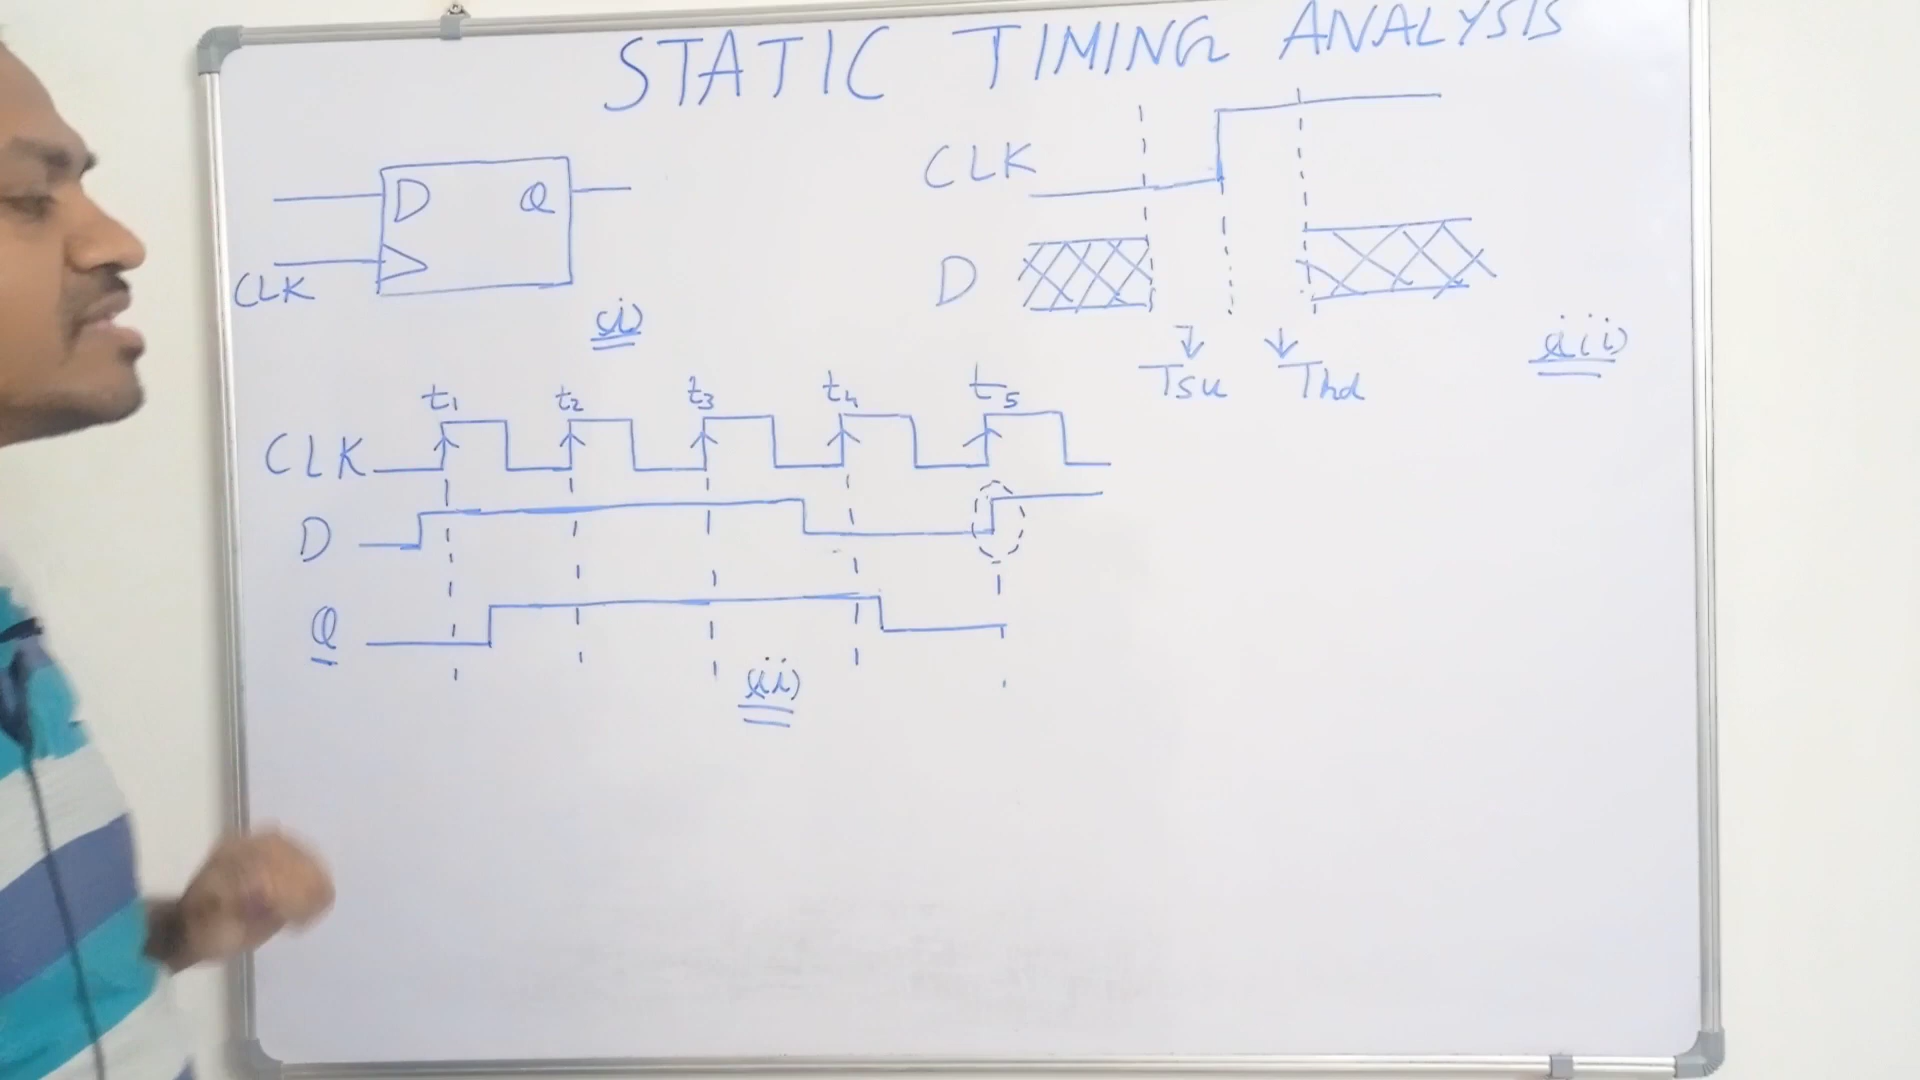 STATIC TIMING ANALYSIS
D Q
CLK
(i)
CLK
D
Tsu Thd
(iii)
t1 t2 t3 t4 t5
CLK
D
Q
(ii)